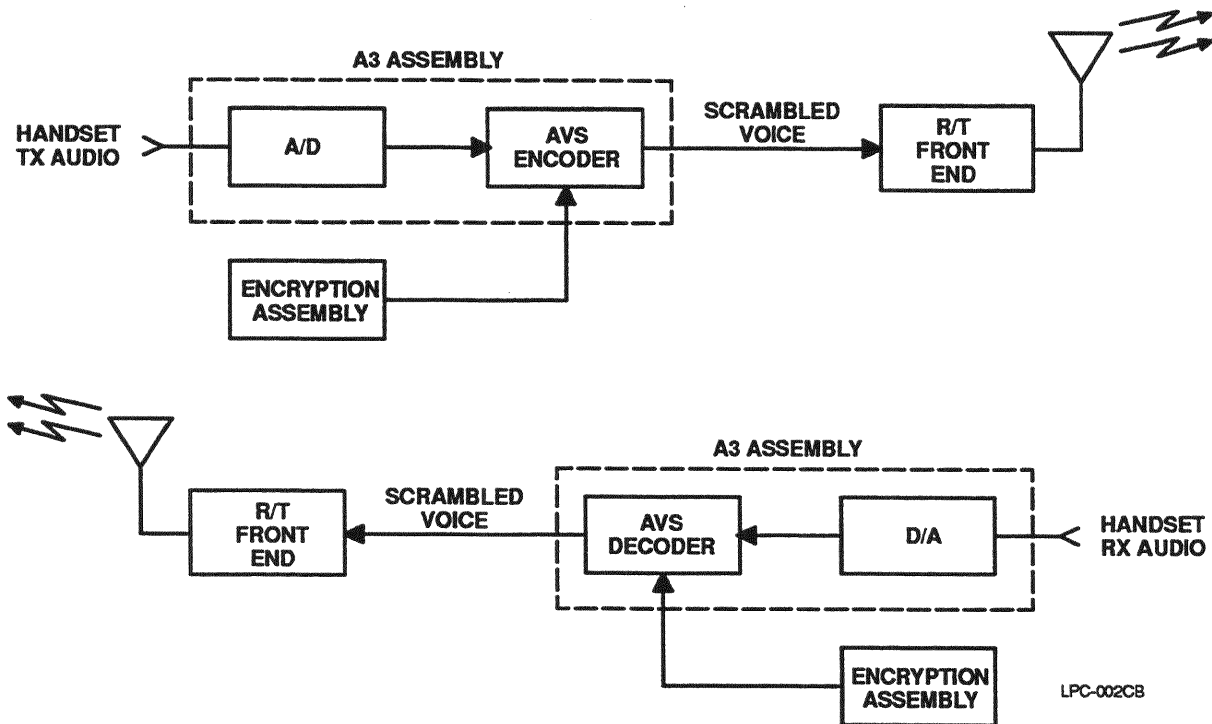 A3 ASSEMBLY
HANDSET
TX AUDIO
A/D
AVS
ENCODER
SCRAMBLED
VOICE
R/T
FRONT
END
ENCRYPTION
ASSEMBLY
A3 ASSEMBLY
R/T
FRONT
END
SCRAMBLED
VOICE
AVS
DECODER
D/A
HANDSET
RX AUDIO
ENCRYPTION
ASSEMBLY
LPC-002CB